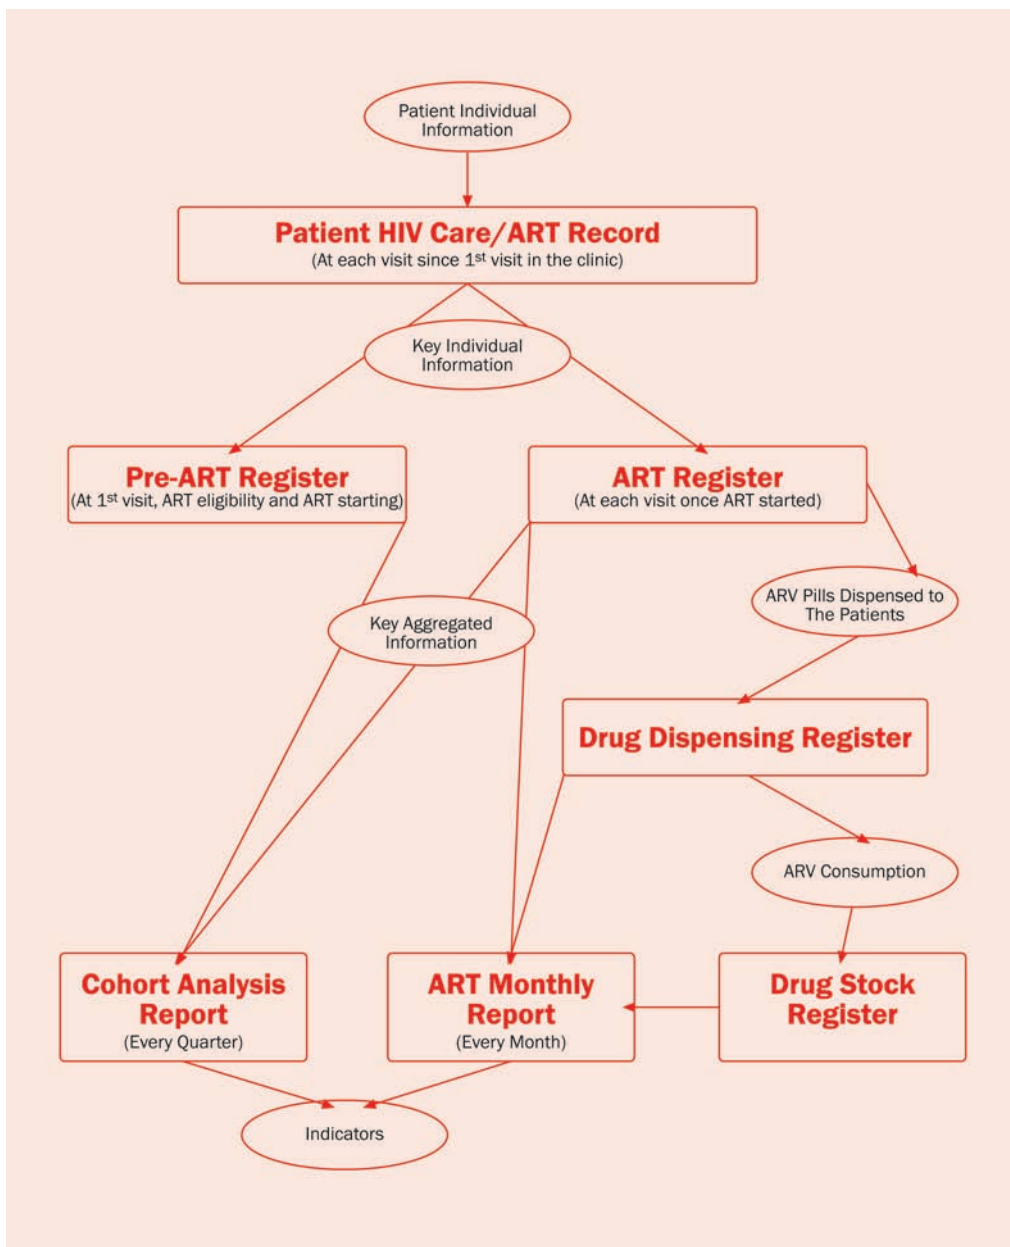 Patient Individual
Information
Patient HIV Care/ART Record
(At each visit since 1st visit in the clinic)
Key Individual
Information
Pre-ART Register
(At 1st visit, ART eligibility and ART starting)
ART Register
(At each visit once ART started)
ARV Pills Dispensed to
The Patients
Key Aggregated
Information
Drug Dispensing Register
ARV Consumption
Cohort Analysis
Report
(Every Quarter)
ART Monthly
Report
(Every Month)
Drug Stock
Register
Indicators